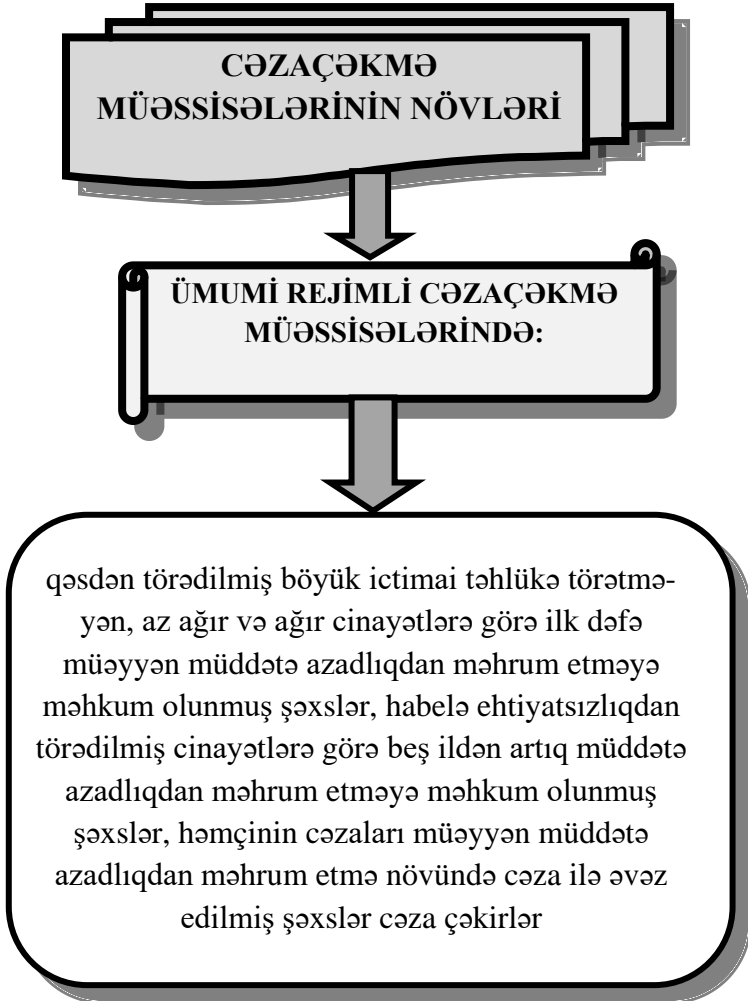 CƏZAÇƏKMƏ
MÜƏSSİSƏLƏRİNİN NÖVLƏRİ
ÜMUMİ REJİMLİ CƏZAÇƏKMƏ
MÜƏSSİSƏLƏRİNDƏ:
qəsdən törədilmiş böyük ictimai təhlükə törətmə-
yən, az ağır və ağır cinayətlərə görə ilk dəfə
müəyyən müddətə azadlıqdan məhrum etməyə
məhkum olunmuş şəxslər, habelə ehtiyatsızlıqdan
törədilmiş cinayətlərə görə beş ildən artıq müddətə
azadlıqdan məhrum etməyə məhkum olunmuş
şəxslər, həmçinin cəzaları müəyyən müddətə
azadlıqdan məhrum etmə növündə cəza ilə əvəz
edilmiş şəxslər cəza çəkirlər